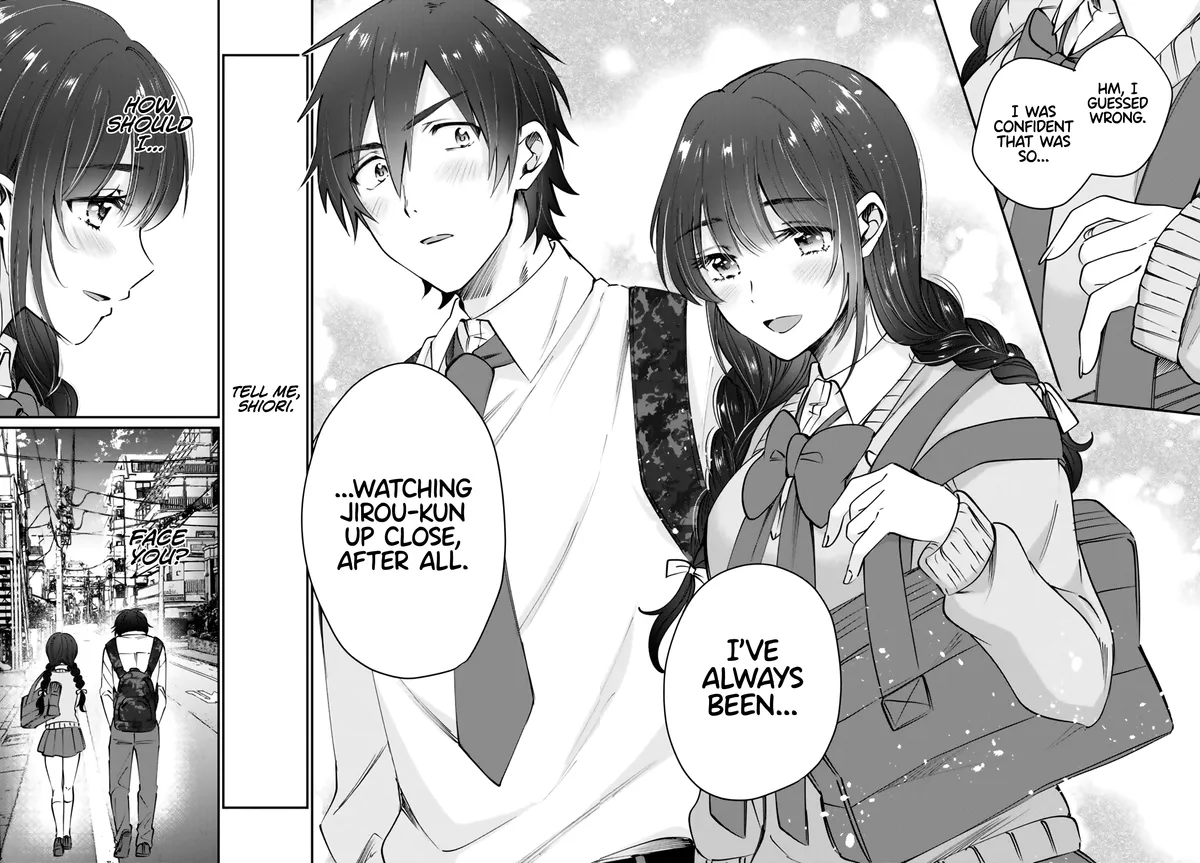 HM, I
GUESSED
WRONG.
I WAS
CONFIDENT
THAT WAS
SO...
I'VE
ALWAYS
BEEN...
...WATCHING
JIROU-KUN
UP CLOSE,
AFTER ALL.
TELL ME,
SHIORI.
HOW
SHOULD
I...
FACE
YOU?